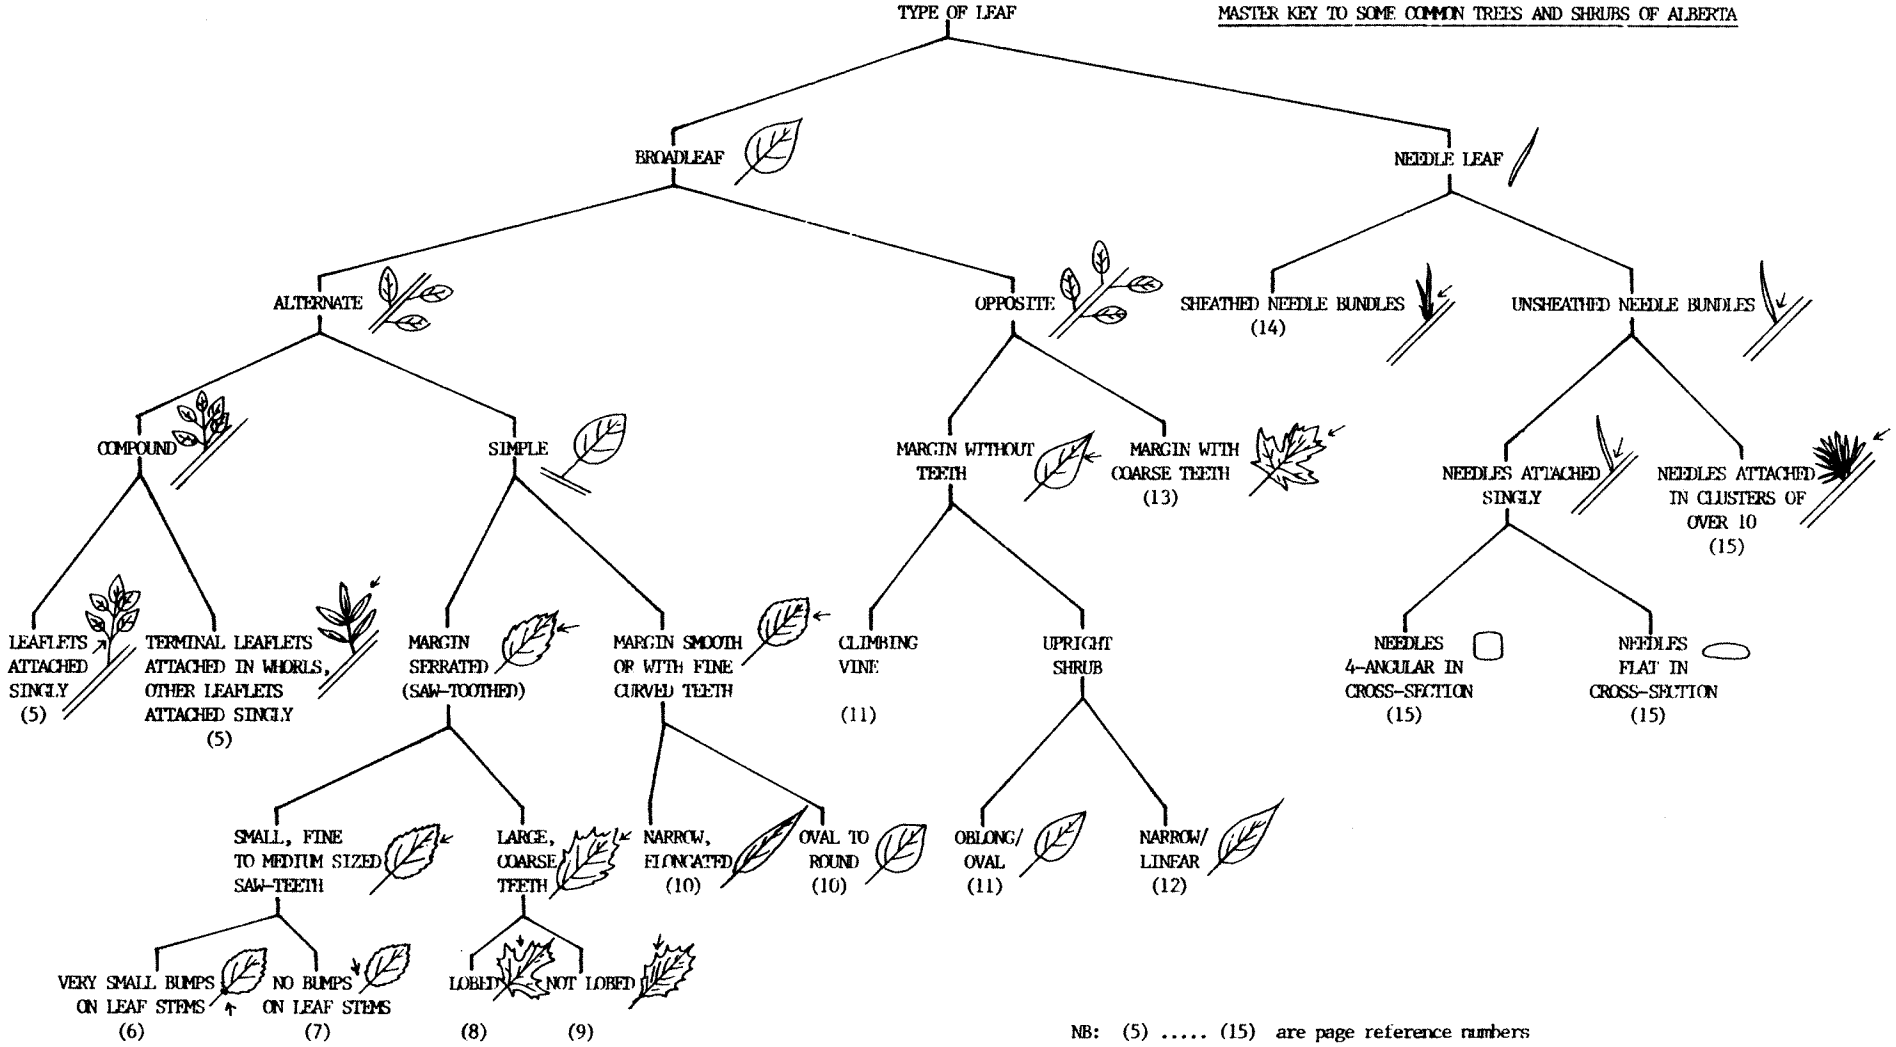 TYPE OF LEAF
MASTER KEY TO SOME COMMON TREES AND SHRUBS OF ALBERTA
BROADLEAF
NEEDLE LEAF
ALTERNATE
OPPOSITE
SHEATHED NEEDLE BUNDLES
(14)
UNSHEATHED NEEDLE BUNDLES
COMPOUND
SIMPLE
MARGIN WITHOUT
TEETH
MARGIN WITH
COARSE TEETH
(13)
NEEDLES ATTACHED
SINGLY
NEEDLES ATTACHED
IN CLUSTERS OF
OVER 10
(15)
LEAFLETS
ATTACHED
SINGLY
(5)
TERMINAL LEAFLETS
ATTACHED IN WHORLS,
OTHER LEAFLETS
ATTACHED SINGLY
(5)
MARGIN
SERRATED
(SAW-TOOTHED)
MARGIN SMOOTH
OR WITH FINE
CURVED TEETH
CLIMBING
VINE
(11)
UPRIGHT
SHRUB
NEEDLES
4-ANGULAR IN
CROSS-SECTION
(15)
NEEDLES
FLAT IN
CROSS-SECTION
(15)
SMALL, FINE
TO MEDIUM SIZED
SAW-TEETH
LARGE,
COARSE
TEETH
NARROW,
ELONGATED
(10)
OVAL TO
ROUND
(10)
OBLONG/
OVAL
(11)
NARROW/
LINEAR
(12)
VERY SMALL BUMPS
ON LEAF STEMS
(6)
NO BUMPS
ON LEAF STEMS
(7)
LOBED
(8)
NOT LOBED
(9)
NB: (5) ..... (15) are page reference numbers